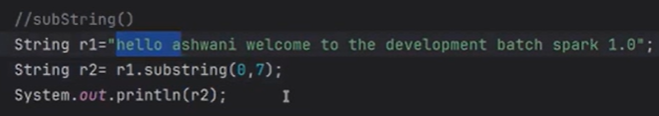 //subString()
String r1="hello ashwani welcome to the development batch spark 1.0";
String r2= r1.substring(0,7);
System.out.println(r2);